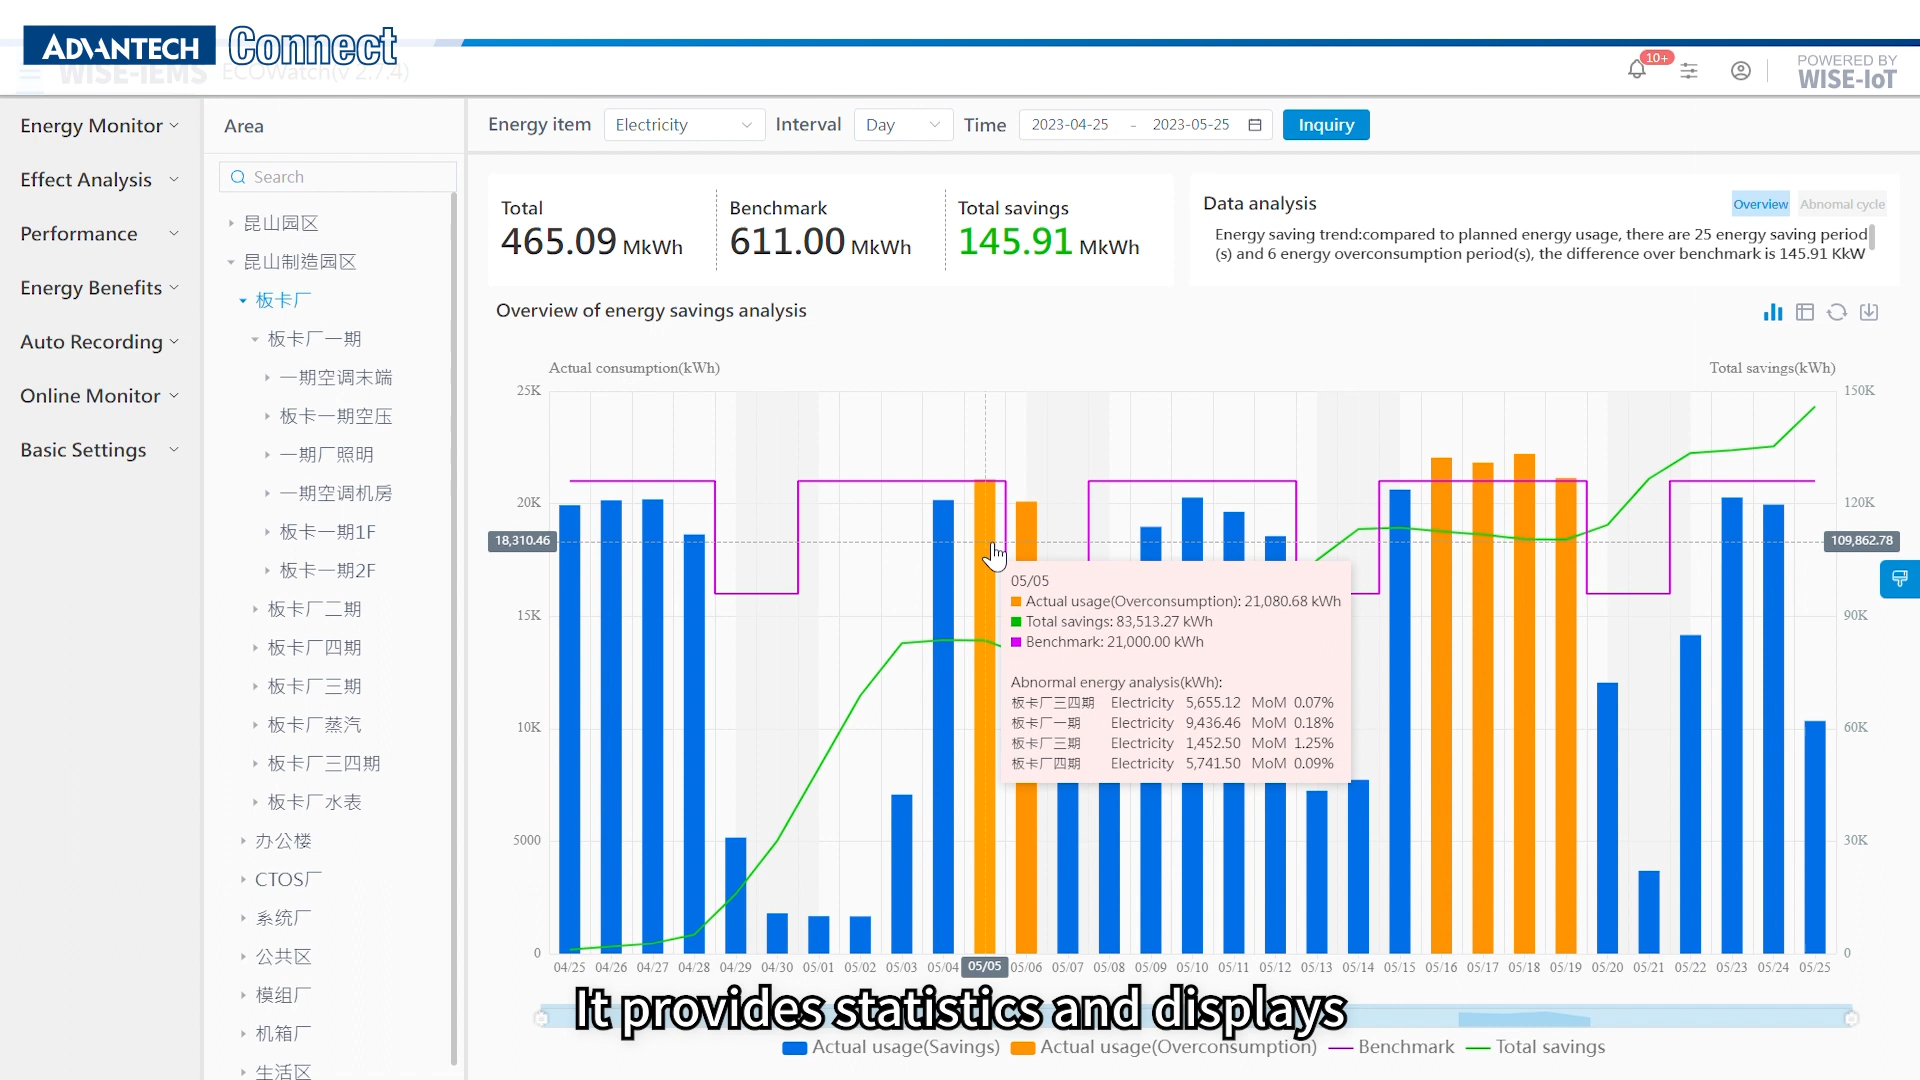 ADVANTECH Connect
WISE-IEMS ECOWatch(v 2.7.4)
10+
POWERED BY
WISE-IoT
Energy Monitor
Effect Analysis
Performance
Energy Benefits
Auto Recording
Online Monitor
Basic Settings
Area
Search
昆山园区
昆山制造园区
板卡厂
板卡厂一期
一期空调末端
板卡一期空压
一期厂照明
一期空调机房
板卡一期1F
板卡一期2F
板卡厂二期
板卡厂四期
板卡厂三期
板卡厂蒸汽
板卡厂三四期
板卡厂水表
办公楼
CTOS厂
系统厂
公共区
模组厂
机箱厂
生活区
Energy item Electricity Interval Day Time 2023-04-25 - 2023-05-25 Inquiry
Total
465.09 MkWh
Benchmark
611.00 MkWh
Total savings
145.91 MkWh
Data analysis
Overview Abnomal cycle
Energy saving trend:compared to planned energy usage, there are 25 energy saving period
(s) and 6 energy overconsumption period(s), the difference over benchmark is 145.91 KkW
Overview of energy savings analysis
Actual consumption(kWh)
Total savings(kWh)
25K
20K
15K
10K
5000
0
18,310.46
150K
120K
90K
60K
30K
0
109,862.78
05/05
Actual usage(Overconsumption): 21,080.68 kWh
Total savings: 83,513.27 kWh
Benchmark: 21,000.00 kWh
Abnormal energy analysis(kWh):
板卡厂三四期 Electricity 5,655.12 MoM 0.07%
板卡厂一期 Electricity 9,436.46 MoM 0.18%
板卡厂三期 Electricity 1,452.50 MoM 1.25%
板卡厂四期 Electricity 5,741.50 MoM 0.09%
04/25 04/26 04/27 04/28 04/29 04/30 05/01 05/02 05/03 05/04 05/05 05/06 05/07 05/08 05/09 05/10 05/11 05/12 05/13 05/14 05/15 05/16 05/17 05/18 05/19 05/20 05/21 05/22 05/23 05/24 05/25
It provides statistics and displays
Actual usage(Savings) Actual usage(Overconsumption) Benchmark Total savings